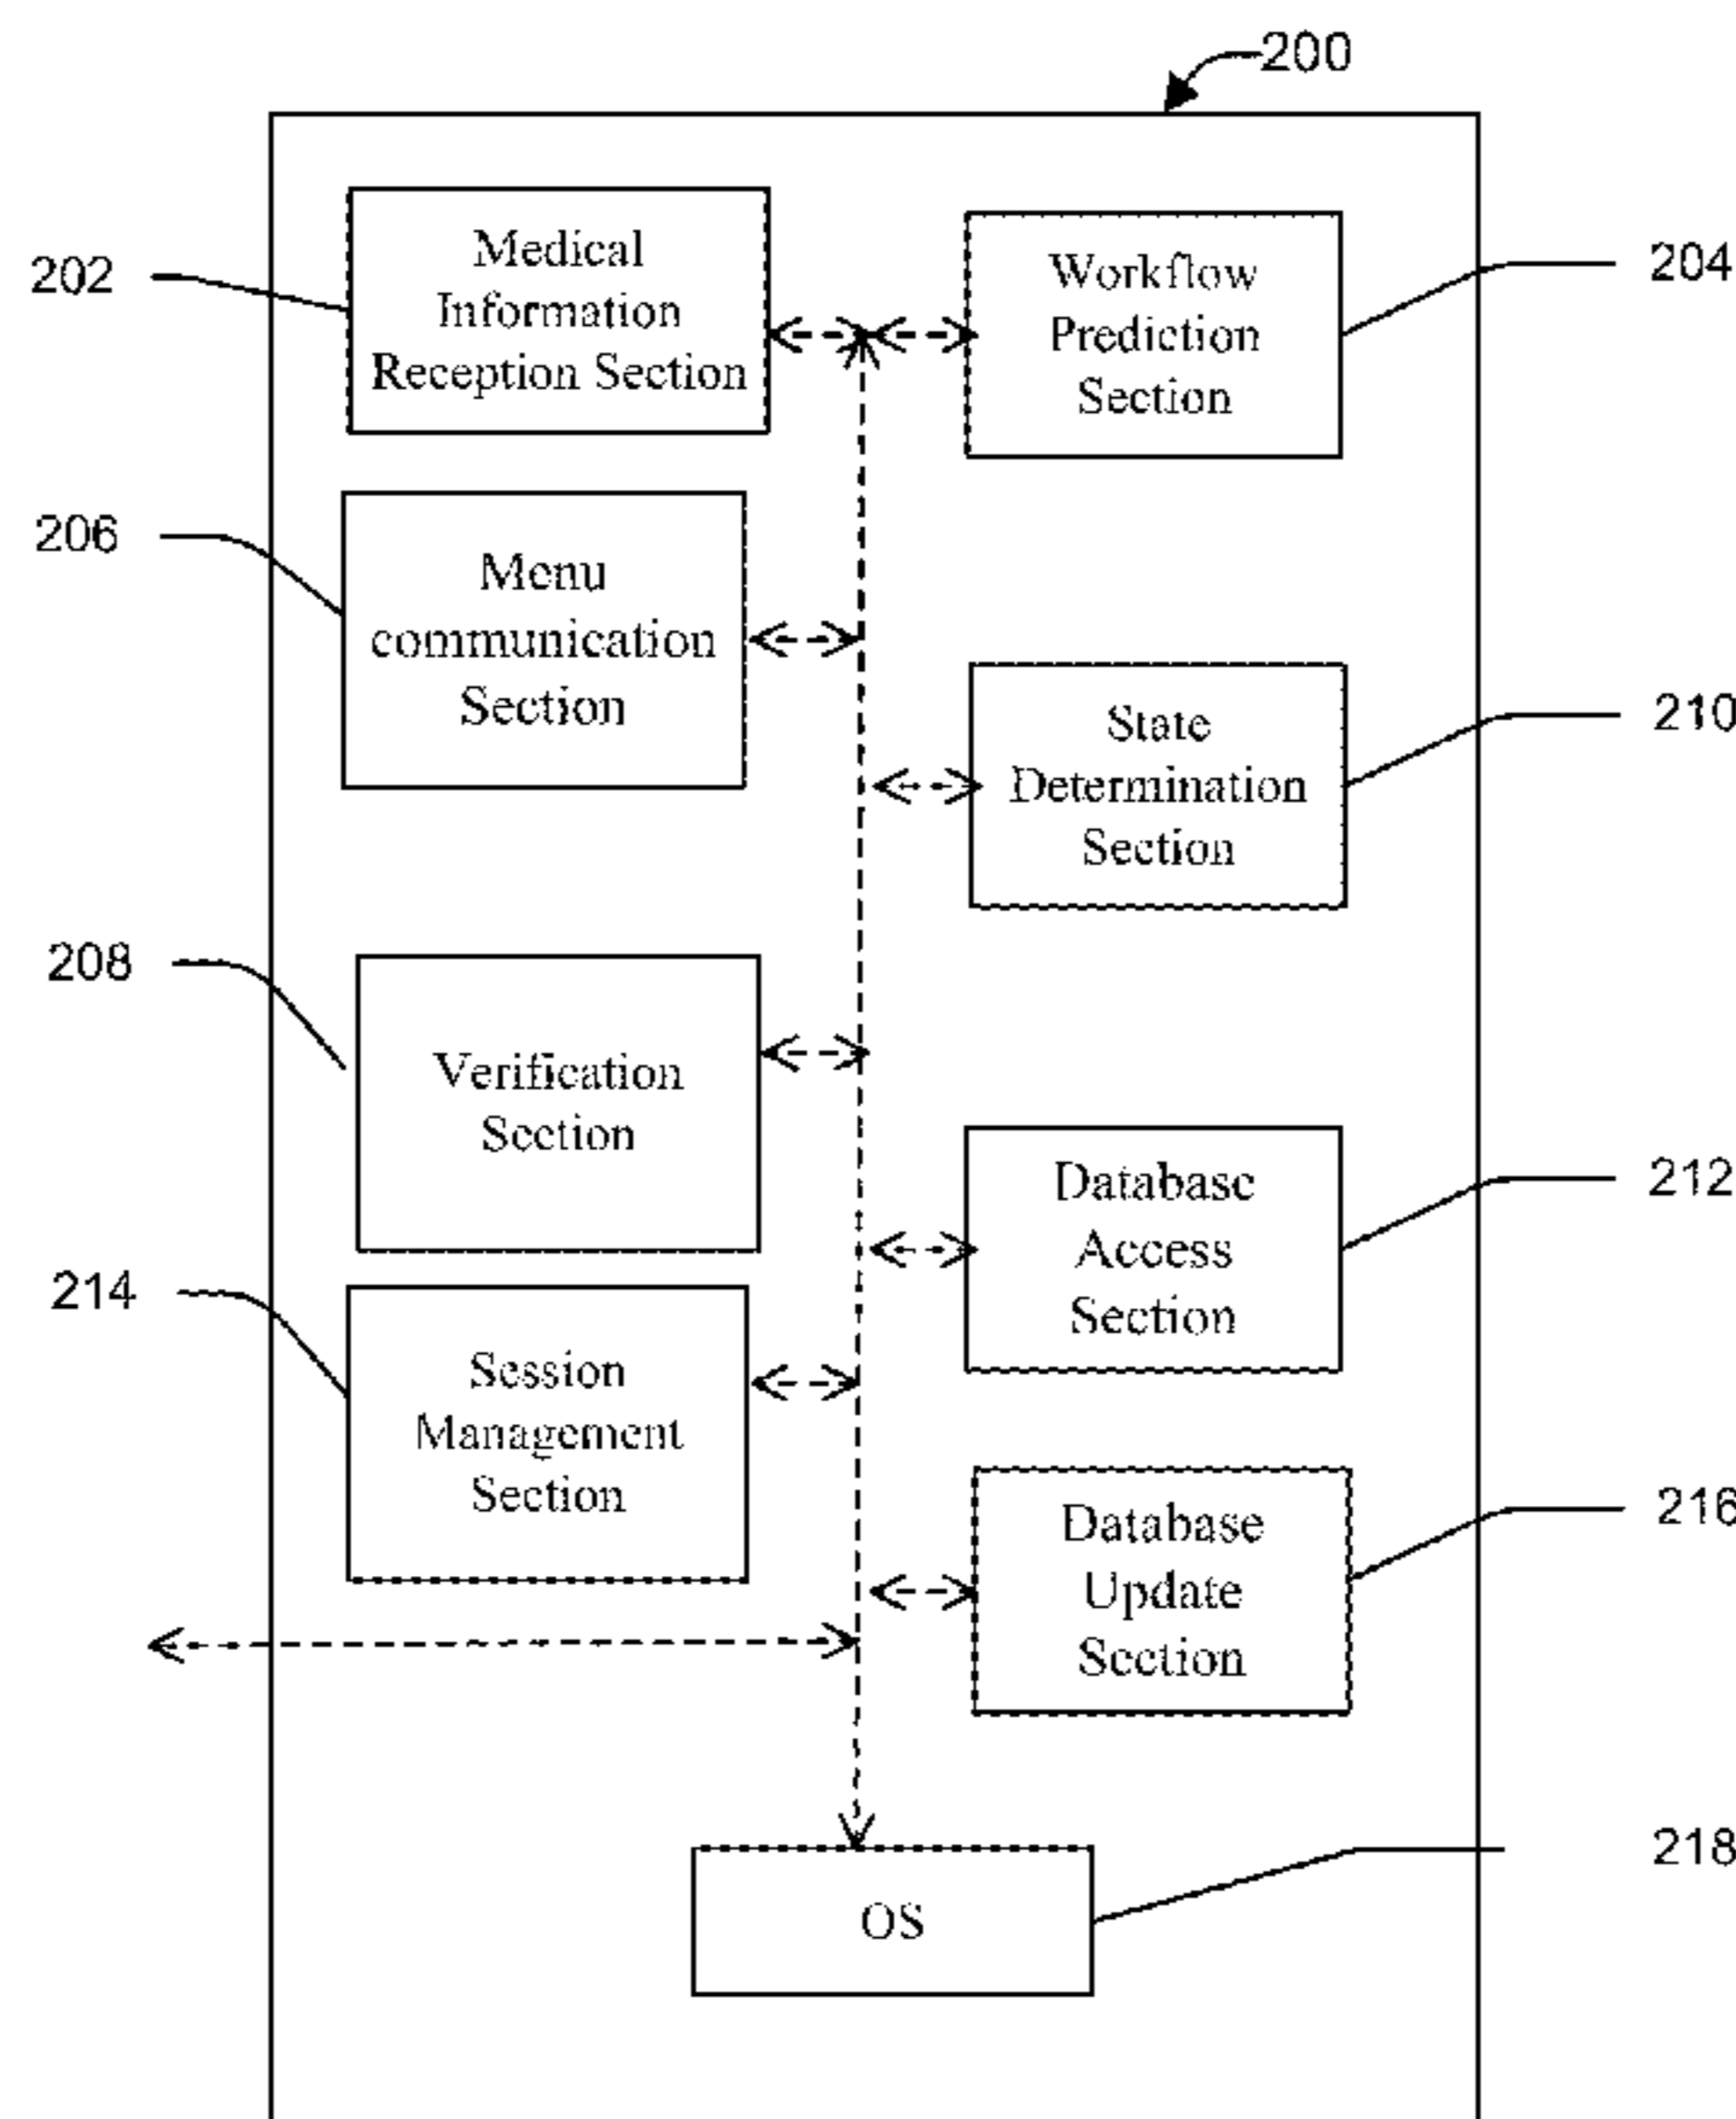 200
202
Medical
Information
Reception Section
Workflow
Prediction
Section
204
206
Menu
communication
Section
State
Determination
Section
210
208
Verification
Section
Database
Access
Section
212
214
Session
Management
Section
Database
Update
Section
216
OS
218